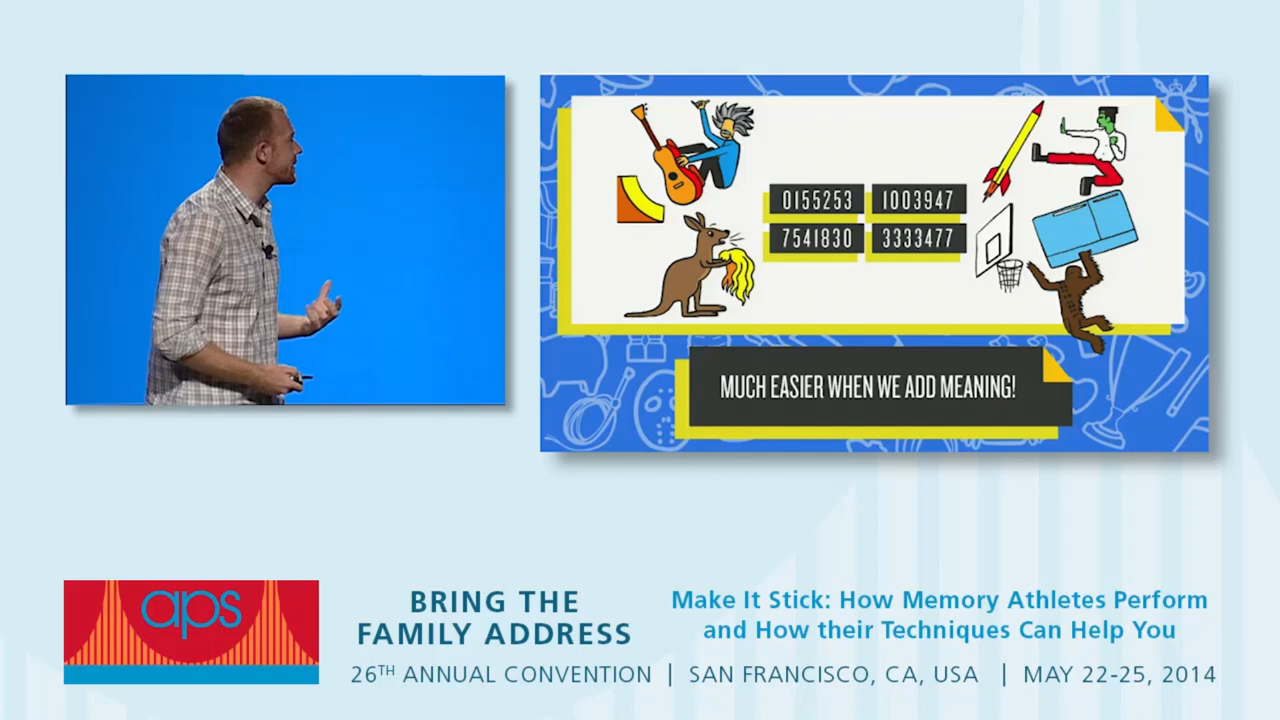 0155253 1003947
7541830 3333477
MUCH EASIER WHEN WE ADD MEANING!
aps
BRING THE
FAMILY ADDRESS
Make It Stick: How Memory Athletes Perform
and How their Techniques Can Help You
26TH ANNUAL CONVENTION | SAN FRANCISCO, CA, USA | MAY 22-25, 2014